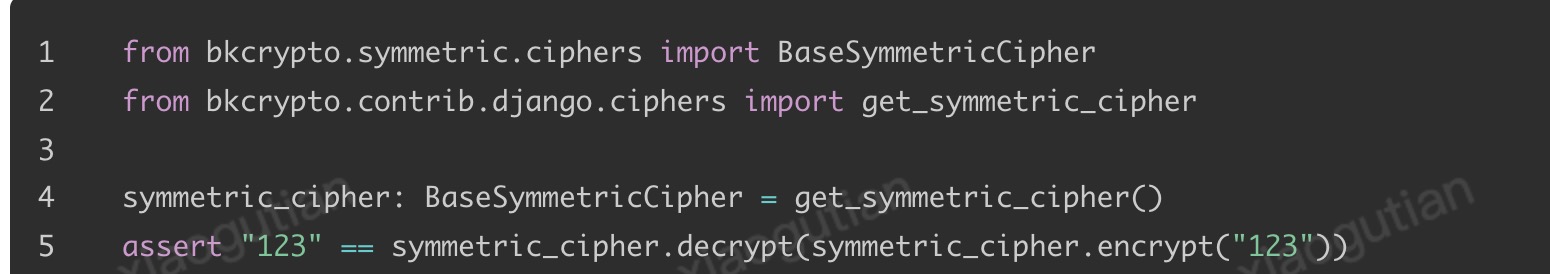 1 from bkcrypto.symmetric.ciphers import BaseSymmetricCipher
2 from bkcrypto.contrib.django.ciphers import get_symmetric_cipher
3
4 symmetric_cipher: BaseSymmetricCipher = get_symmetric_cipher()
5 assert "123" == symmetric_cipher.decrypt(symmetric_cipher.encrypt("123"))
xiaogutian
xiaogutian
xiaogutian